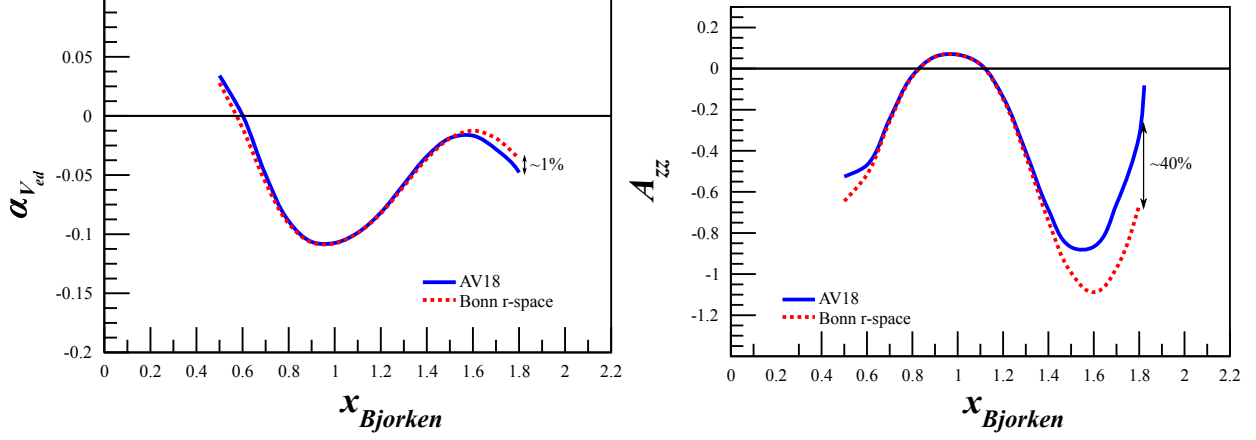 0.05
0
-0.05
-0.1
-0.15
-0.2
α_{V_{ed}}
~1%
AV18
Bonn r-space
0 0.2 0.4 0.6 0.8 1 1.2 1.4 1.6 1.8 2 2.2
x_{Bjorken}
0.2
0
-0.2
-0.4
-0.6
-0.8
-1
-1.2
A_{zz}
~40%
AV18
Bonn r-space
0 0.2 0.4 0.6 0.8 1 1.2 1.4 1.6 1.8 2 2.2
x_{Bjorken}